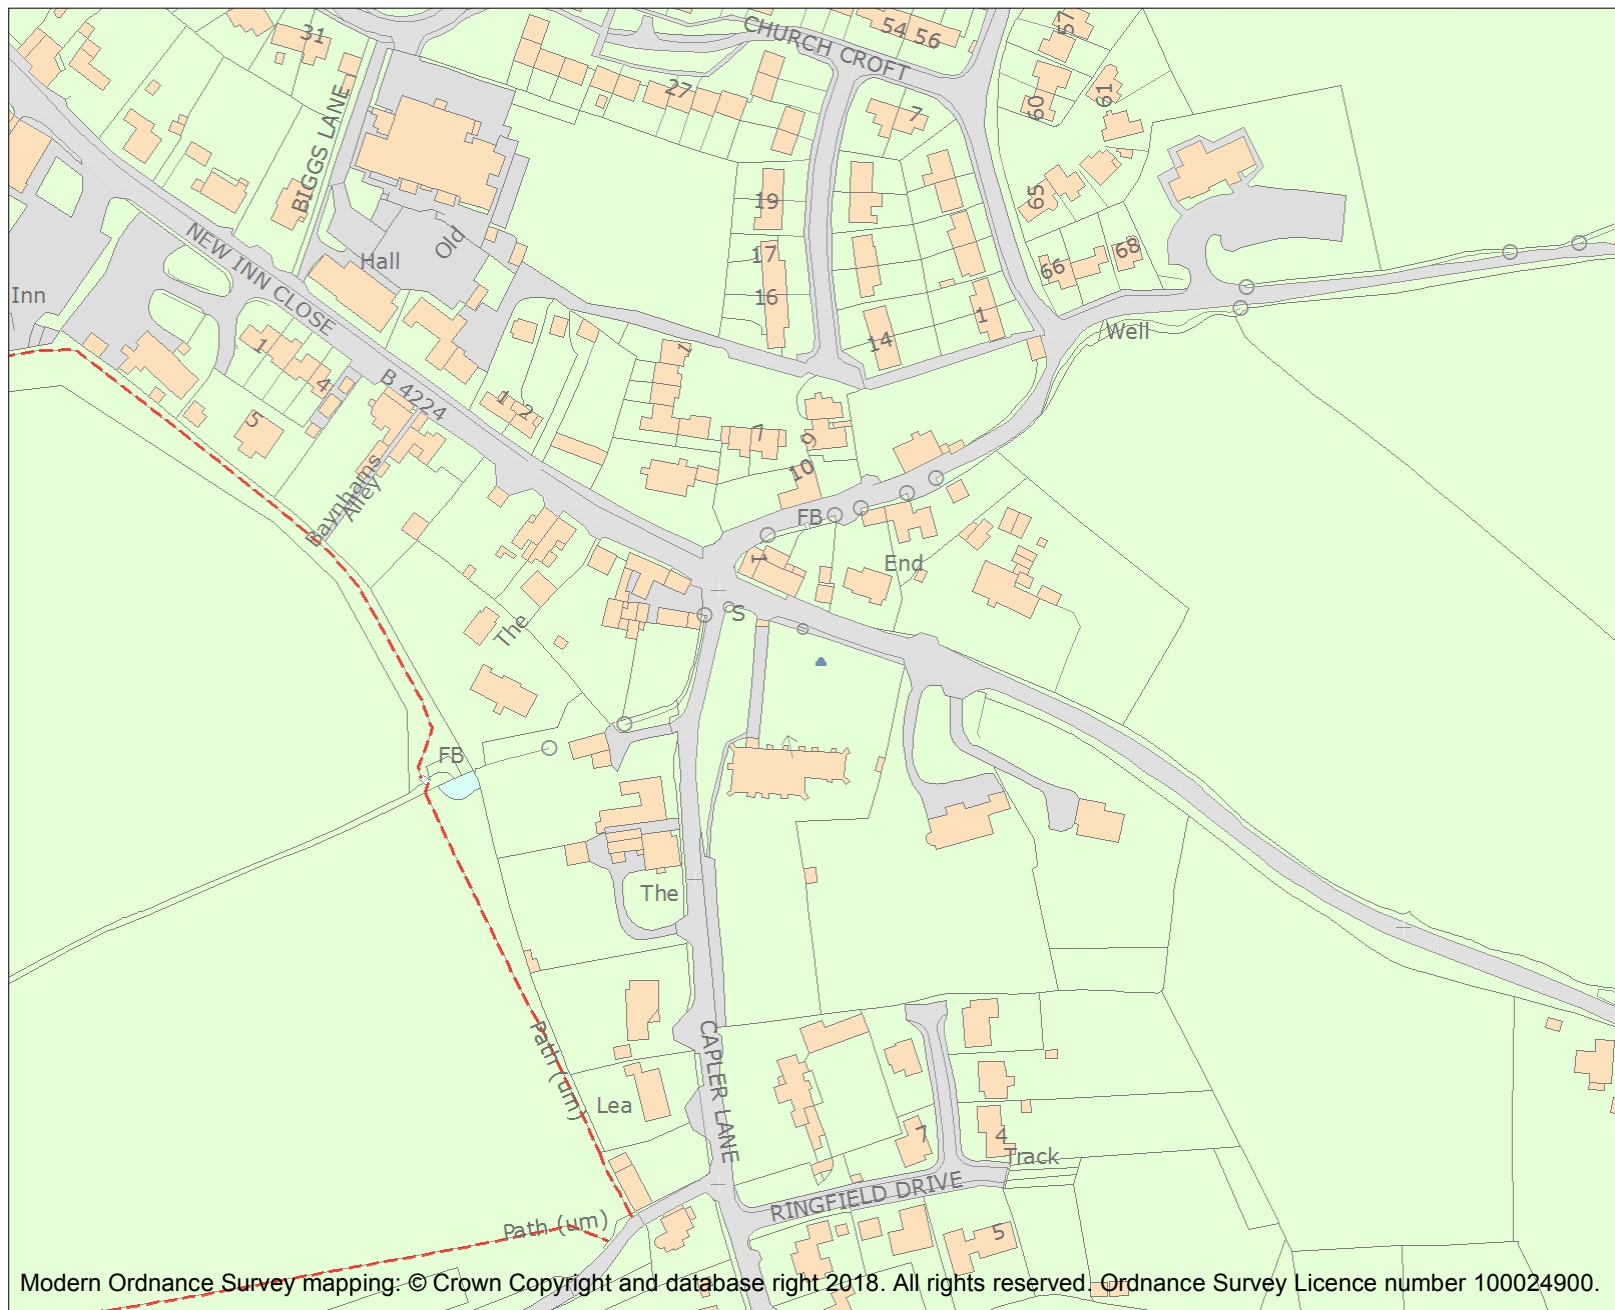 31
CHURCH CROFT
54 56
57
27
BIGGS LANE
7
60
61
19
65
NEW INN CLOSE
Hall
Old
17
66
68
Inn
16
1
14
Well
1
4
1
B 4224
1
2
5
7
9
10
Baynhams
Alley
FB
1
End
S
The
FB
The
CAPLER LANE
Path (um)
Lea
7
4
Track
RINGFIELD DRIVE
Path (um)
5
Modern Ordnance Survey mapping: © Crown Copyright and database right 2018. All rights reserved. Ordnance Survey Licence number 100024900.